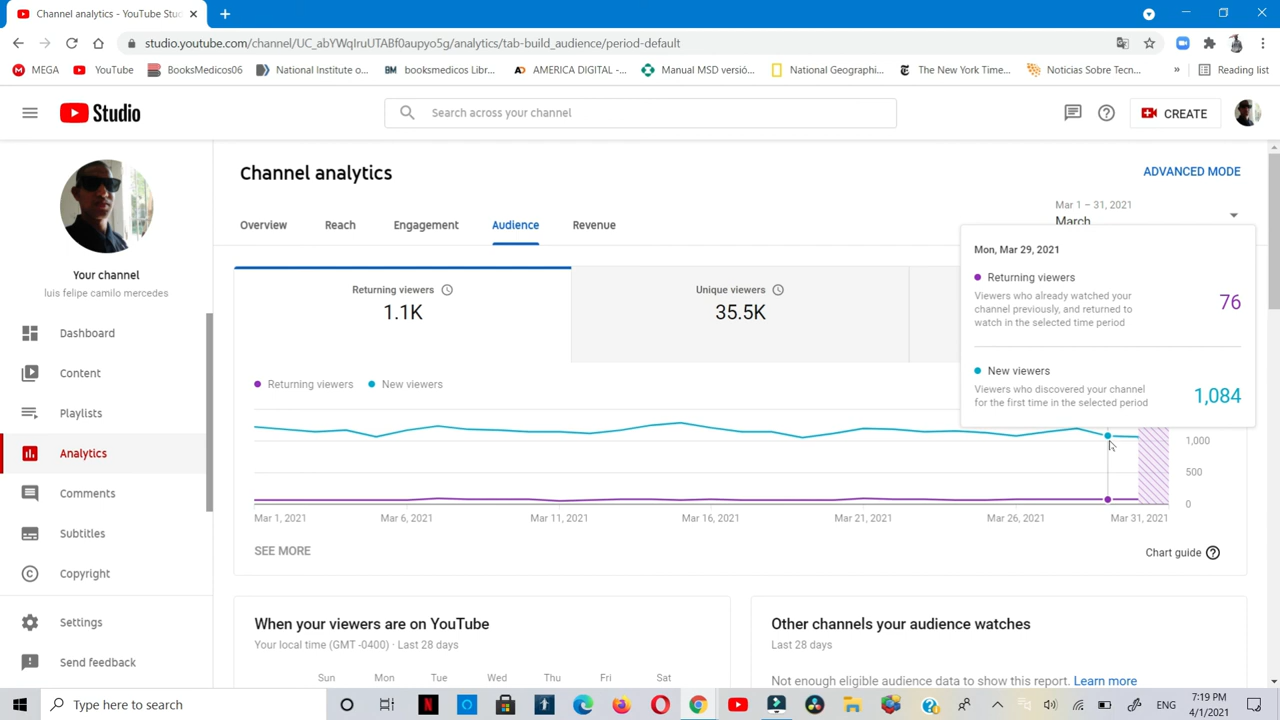 Channel analytics - YouTube Stu
studio.youtube.com/channel/UC_abYWqIruUTABf0aupyo5g/analytics/tab-build_audience/period-default
MEGA
YouTube
BooksMedicos06
National Institute o...
booksmedicos Libr...
AMERICA DIGITAL -...
Manual MSD versió...
National Geographi...
The New York Time...
Noticias Sobre Tecn...
»
Reading list
Studio
Search across your channel
CREATE
Your channel
luis felipe camilo mercedes
Dashboard
Content
Playlists
Analytics
Comments
Subtitles
Copyright
Settings
Send feedback
Channel analytics
ADVANCED MODE
Overview
Reach
Engagement
Audience
Revenue
Mar 1 – 31, 2021
March
Returning viewers
1.1K
Unique viewers
35.5K
Mon, Mar 29, 2021
Returning viewers
Viewers who already watched your
channel previously, and returned to
watch in the selected time period
76
New viewers
Viewers who discovered your channel
for the first time in the selected period
1,084
Returning viewers
New viewers
1,000
500
0
Mar 1, 2021
Mar 6, 2021
Mar 11, 2021
Mar 16, 2021
Mar 21, 2021
Mar 26, 2021
Mar 31, 2021
SEE MORE
Chart guide
When your viewers are on YouTube
Your local time (GMT -0400) · Last 28 days
Sun
Mon
Tue
Wed
Thu
Fri
Sat
Other channels your audience watches
Last 28 days
Not enough eligible audience data to show this report. Learn more
Type here to search
ENG
7:19 PM
4/1/2021